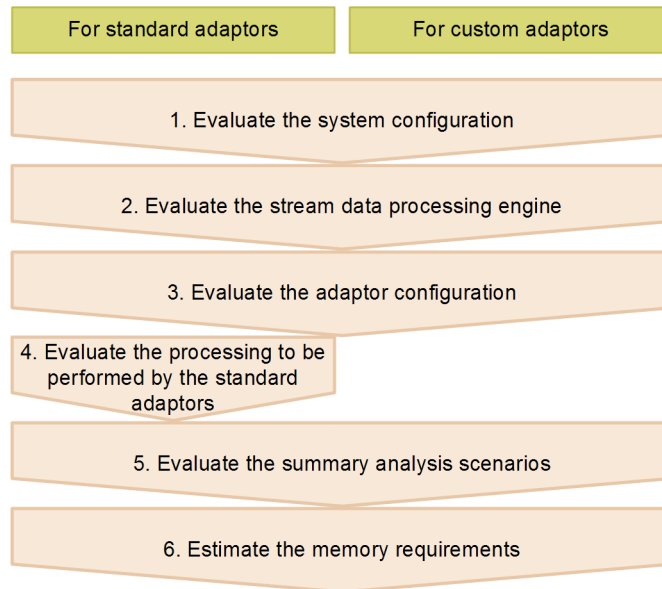 For standard adaptors
For custom adaptors
1. Evaluate the system configuration
2. Evaluate the stream data processing engine
3. Evaluate the adaptor configuration
4. Evaluate the processing to be
performed by the standard
adaptors
5. Evaluate the summary analysis scenarios
6. Estimate the memory requirements